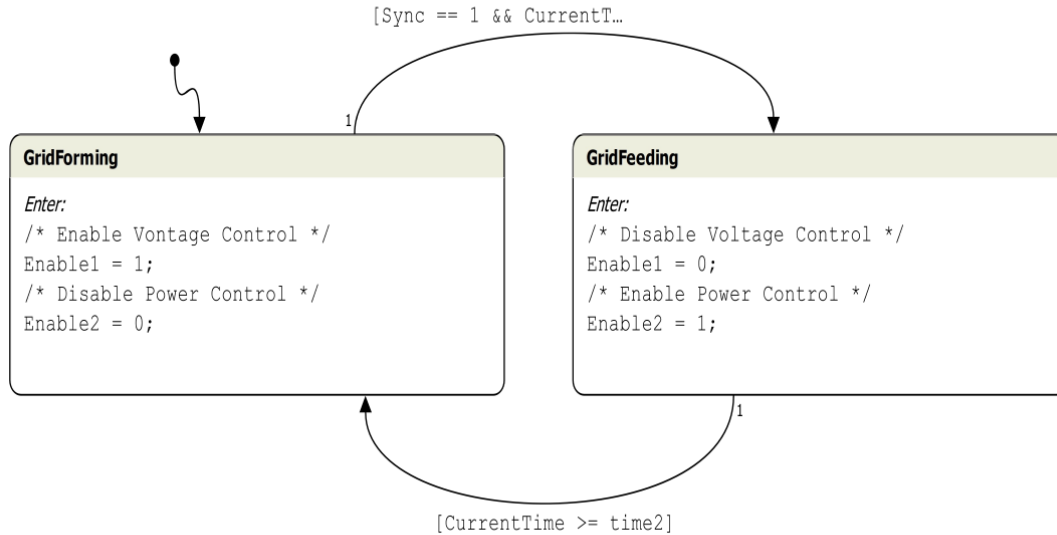 [Sync == 1 && CurrentT…
1
GridForming
Enter:
/* Enable Vontage Control */
Enable1 = 1;
/* Disable Power Control */
Enable2 = 0;
GridFeeding
Enter:
/* Disable Voltage Control */
Enable1 = 0;
/* Enable Power Control */
Enable2 = 1;
1
[CurrentTime >= time2]